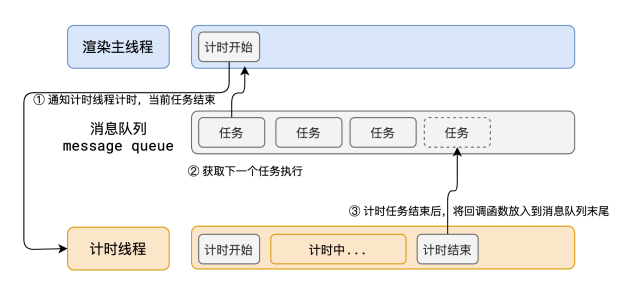 渲染主线程
计时开始
① 通知计时线程计时，当前任务结束
消息队列
message queue
任务
任务
任务
任务
② 获取下一个任务执行
③ 计时任务结束后，将回调函数放入到消息队列末尾
计时线程
计时开始
计时中...
计时结束